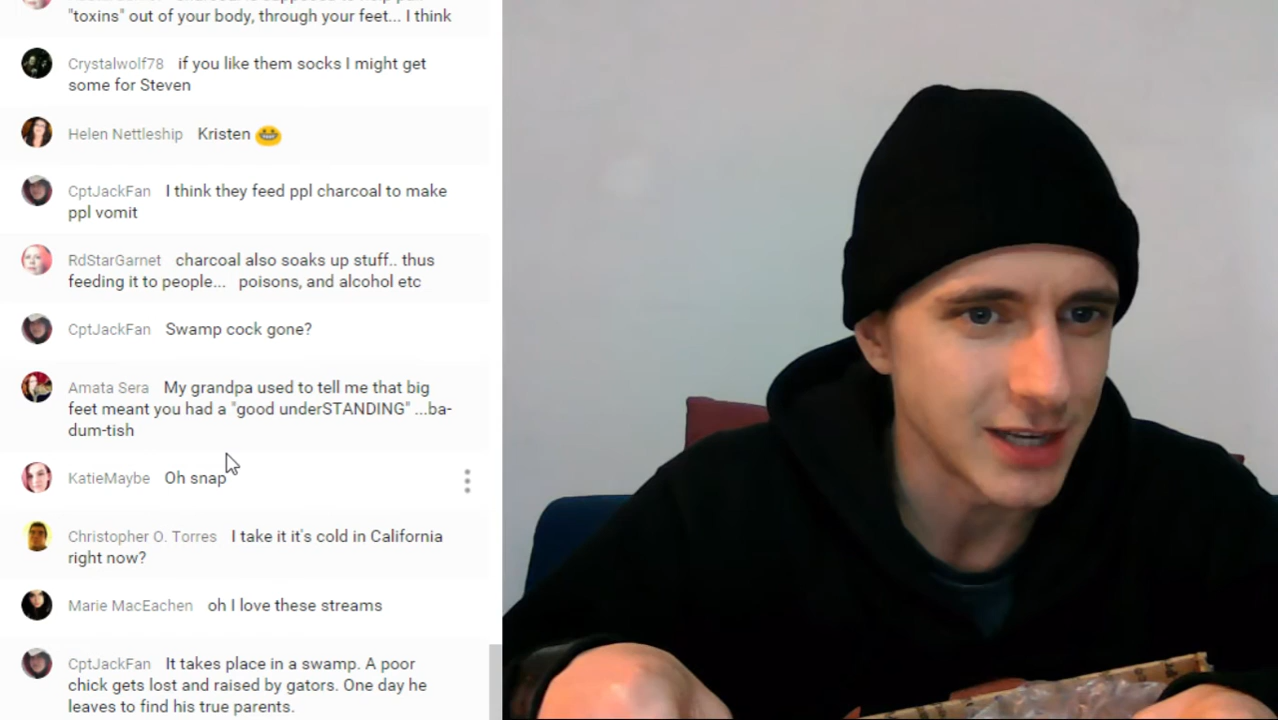 "toxins" out of your body, through your feet... I think
Crystalwolf78 if you like them socks I might get
some for Steven
Helen Nettleship Kristen 😀
CptJackFan I think they feed ppl charcoal to make
ppl vomit
RdStarGarnet charcoal also soaks up stuff.. thus
feeding it to people... poisons, and alcohol etc
CptJackFan Swamp cock gone?
Amata Sera My grandpa used to tell me that big
feet meant you had a "good underSTANDING" ...ba-
dum-tish
KatieMaybe Oh snap
Christopher O. Torres I take it it's cold in California
right now?
Marie MacEachen oh I love these streams
CptJackFan It takes place in a swamp. A poor
chick gets lost and raised by gators. One day he
leaves to find his true parents.